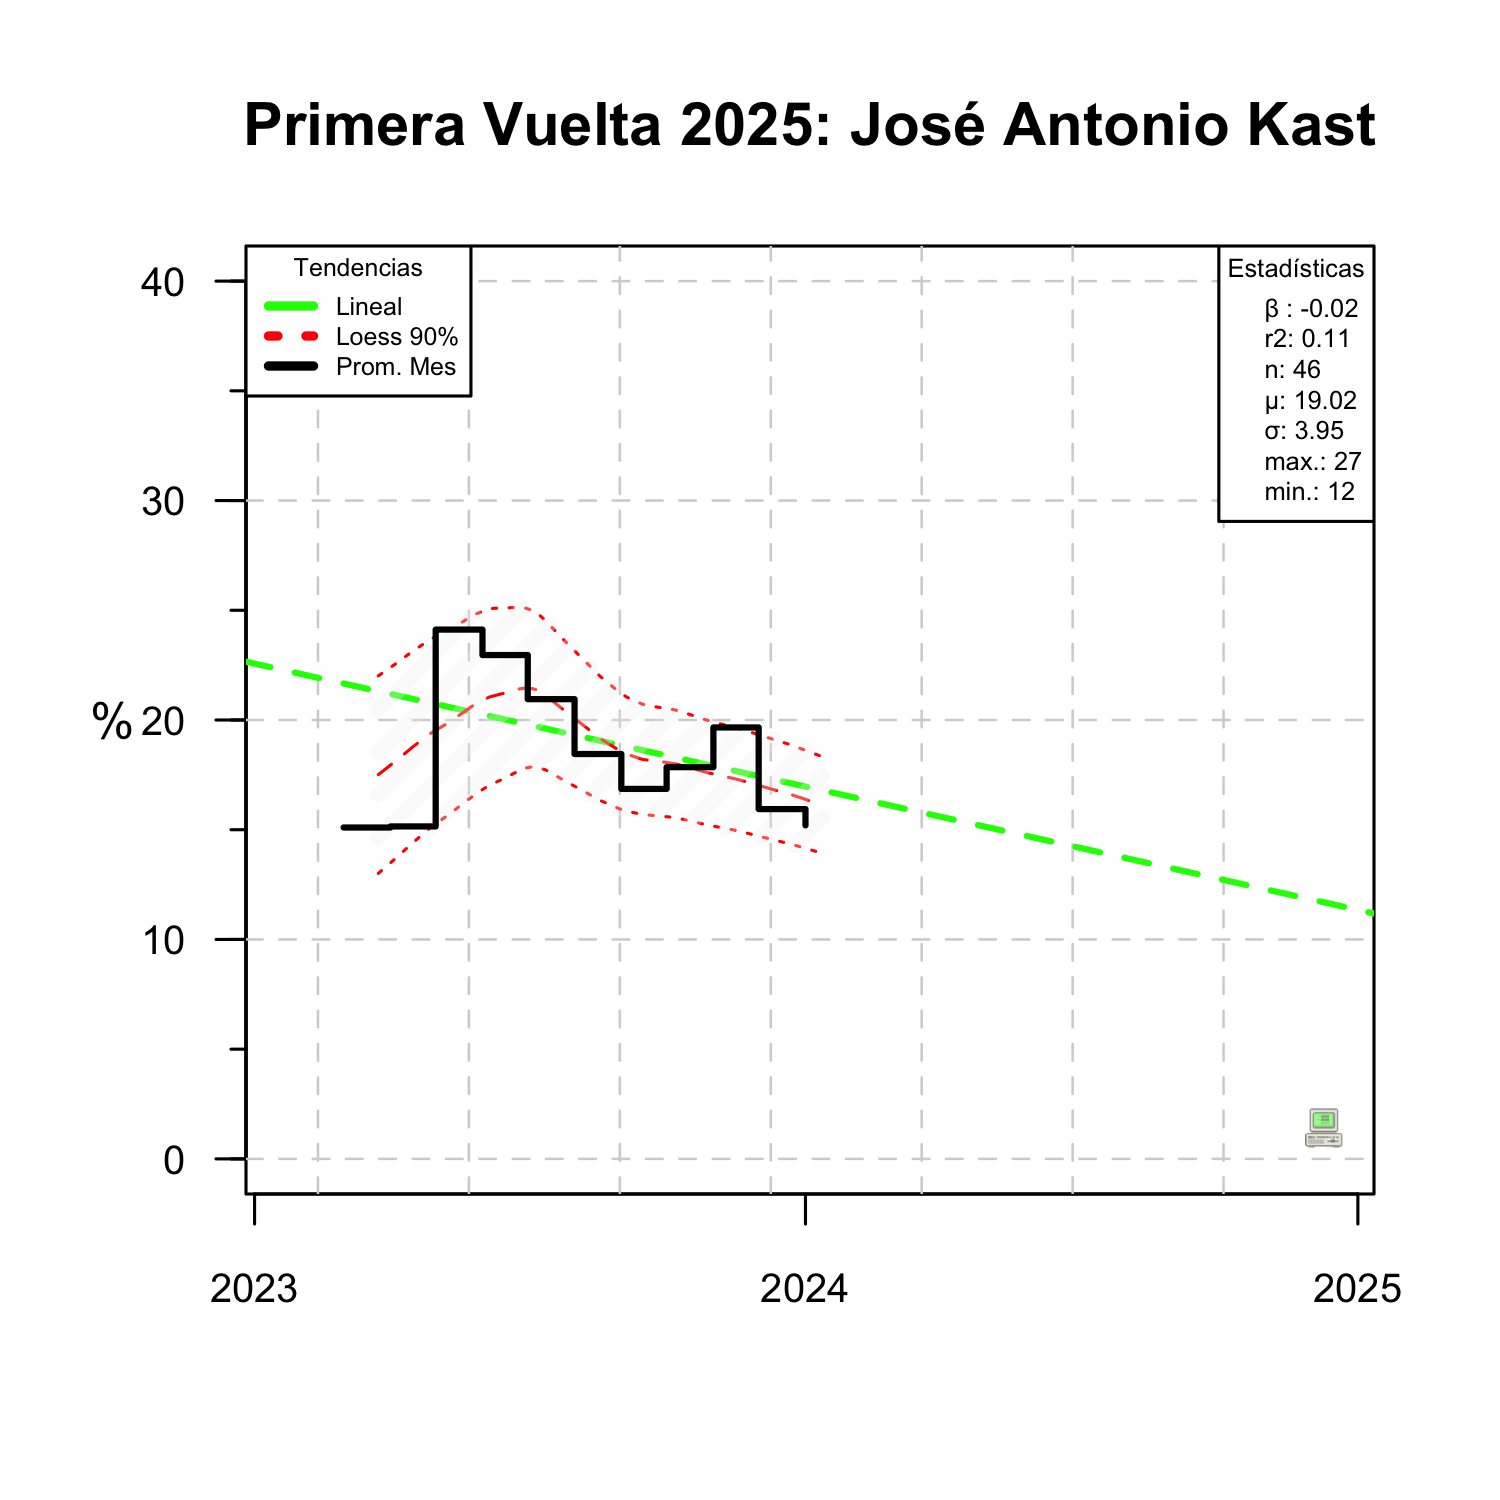 Primera Vuelta 2025: José Antonio Kast
Tendencias
Lineal
Loess 90%
Prom. Mes
Estadísticas
β : -0.02
r2: 0.11
n: 46
μ: 19.02
σ: 3.95
max.: 27
min.: 12
40
30
% 20
10
0
2023 2024 2025